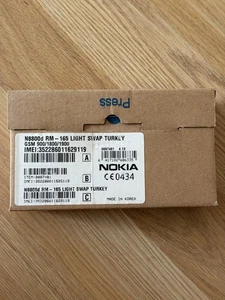 Press
N8800d RM-165 LIGHT SWAP TURKEY
GSM 900/1800/1900
IMEI:352286011629119
A
B
NOKIA
CE0434
N8800d RM-165 LIGHT SWAP TURKEY
C
MADE IN KOREA